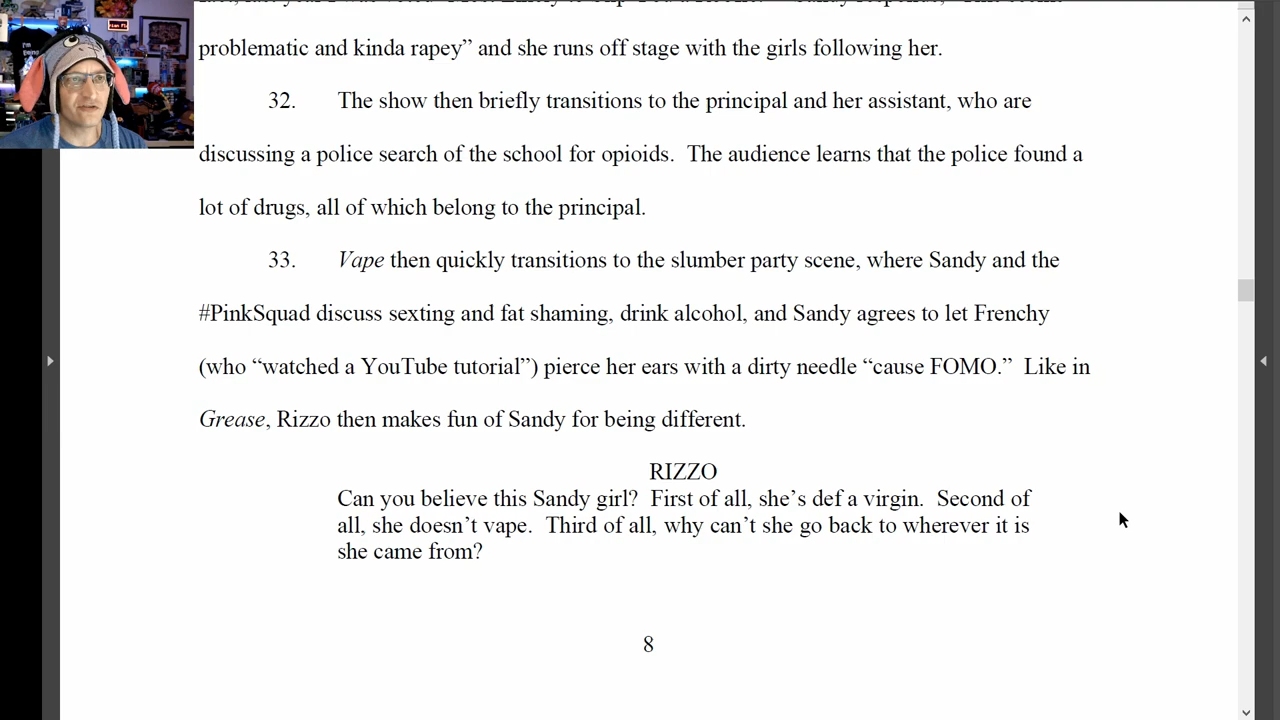 problematic and kinda rapey” and she runs off stage with the girls following her.
32. The show then briefly transitions to the principal and her assistant, who are
discussing a police search of the school for opioids. The audience learns that the police found a
lot of drugs, all of which belong to the principal.
33. Vape then quickly transitions to the slumber party scene, where Sandy and the
#PinkSquad discuss sexting and fat shaming, drink alcohol, and Sandy agrees to let Frenchy
(who “watched a YouTube tutorial”) pierce her ears with a dirty needle “cause FOMO.” Like in
Grease, Rizzo then makes fun of Sandy for being different.
RIZZO
Can you believe this Sandy girl? First of all, she’s def a virgin. Second of
all, she doesn’t vape. Third of all, why can’t she go back to wherever it is
she came from?
8